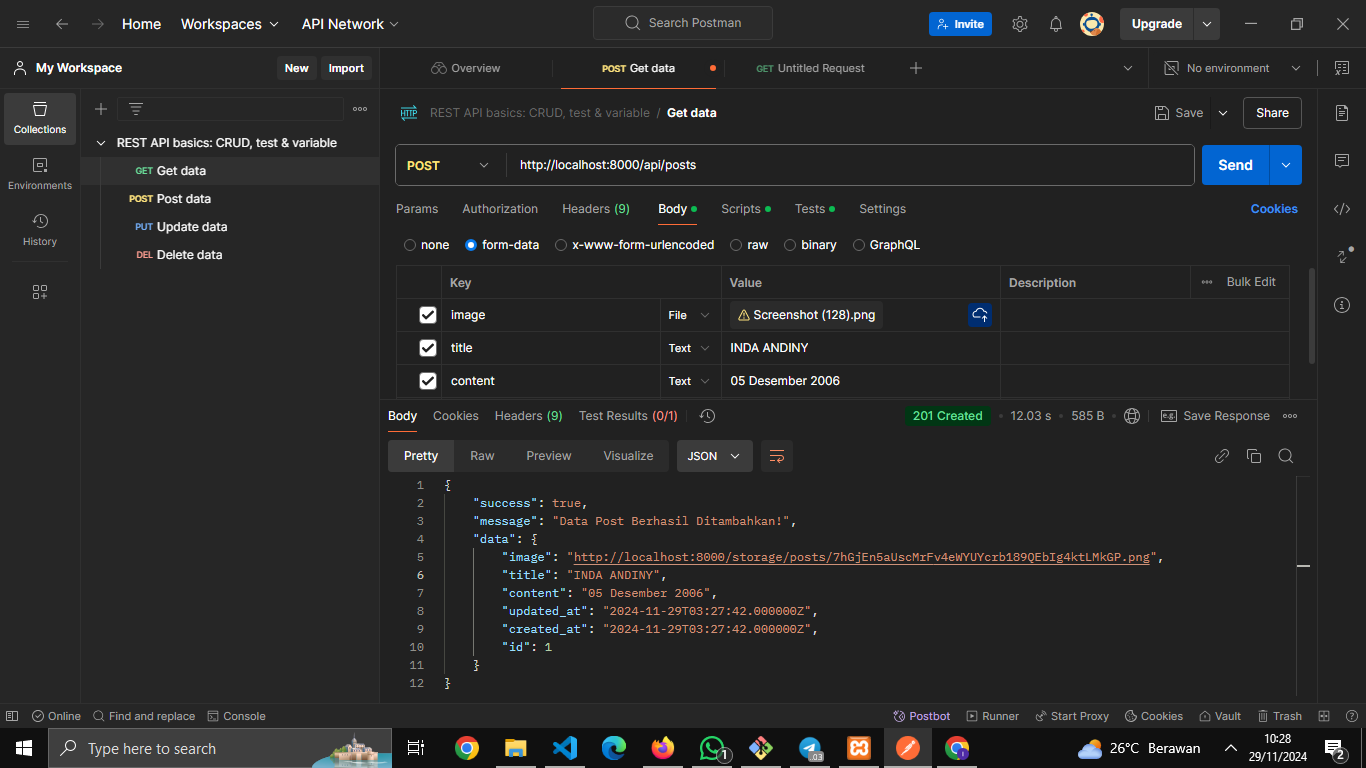 Home Workspaces API Network Search Postman Invite Upgrade
My Workspace New Import Overview POST Get data GET Untitled Request No environment
Collections
Environments
History
REST API basics: CRUD, test & variable
GET Get data
POST Post data
PUT Update data
DEL Delete data
HTTP REST API basics: CRUD, test & variable / Get data Save Share
POST http://localhost:8000/api/posts Send
Params Authorization Headers (9) Body Scripts Tests Settings Cookies
none form-data x-www-form-urlencoded raw binary GraphQL
Key Value Description Bulk Edit
image File Screenshot (128).png
title Text INDA ANDINY
content Text 05 Desember 2006
Body Cookies Headers (9) Test Results (0/1) 201 Created 12.03 s 585 B e.g. Save Response
Pretty Raw Preview Visualize JSON
1 {
2 "success": true,
3 "message": "Data Post Berhasil Ditambahkan!",
4 "data": {
5 "image": "http://localhost:8000/storage/posts/7hGjEn5aUscMrFv4eWYUYcrb189QEbIg4ktLMkGP.png",
6 "title": "INDA ANDINY",
7 "content": "05 Desember 2006",
8 "updated_at": "2024-11-29T03:27:42.000000Z",
9 "created_at": "2024-11-29T03:27:42.000000Z",
10 "id": 1
11 }
12 }
Online Find and replace Console Postbot Runner Start Proxy Cookies Vault Trash
Type here to search 1 .03 26°C Berawan 10:28
29/11/2024 2